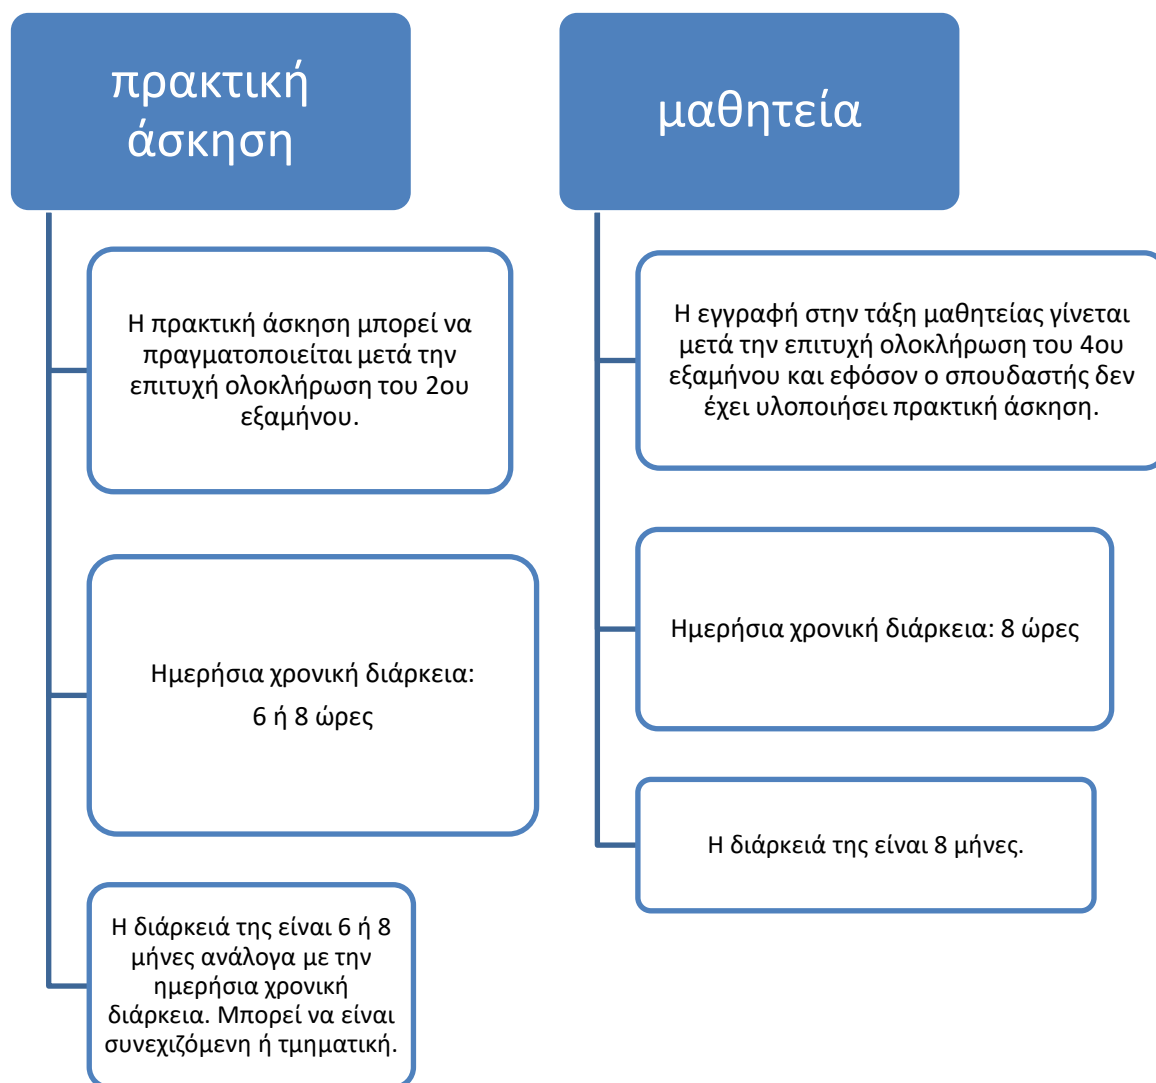 πρακτική
άσκηση
Η πρακτική άσκηση μπορεί να
πραγματοποιείται μετά την
επιτυχή ολοκλήρωση του 2ου
εξαμήνου.
Ημερήσια χρονική διάρκεια:
6 ή 8 ώρες
Η διάρκειά της είναι 6 ή 8
μήνες ανάλογα με την
ημερήσια χρονική
διάρκεια. Μπορεί να είναι
συνεχιζόμενη ή τμηματική.
μαθητεία
Η εγγραφή στην τάξη μαθητείας γίνεται
μετά την επιτυχή ολοκλήρωση του 4ου
εξαμήνου και εφόσον ο σπουδαστής δεν
έχει υλοποιήσει πρακτική άσκηση.
Ημερήσια χρονική διάρκεια: 8 ώρες
Η διάρκειά της είναι 8 μήνες.